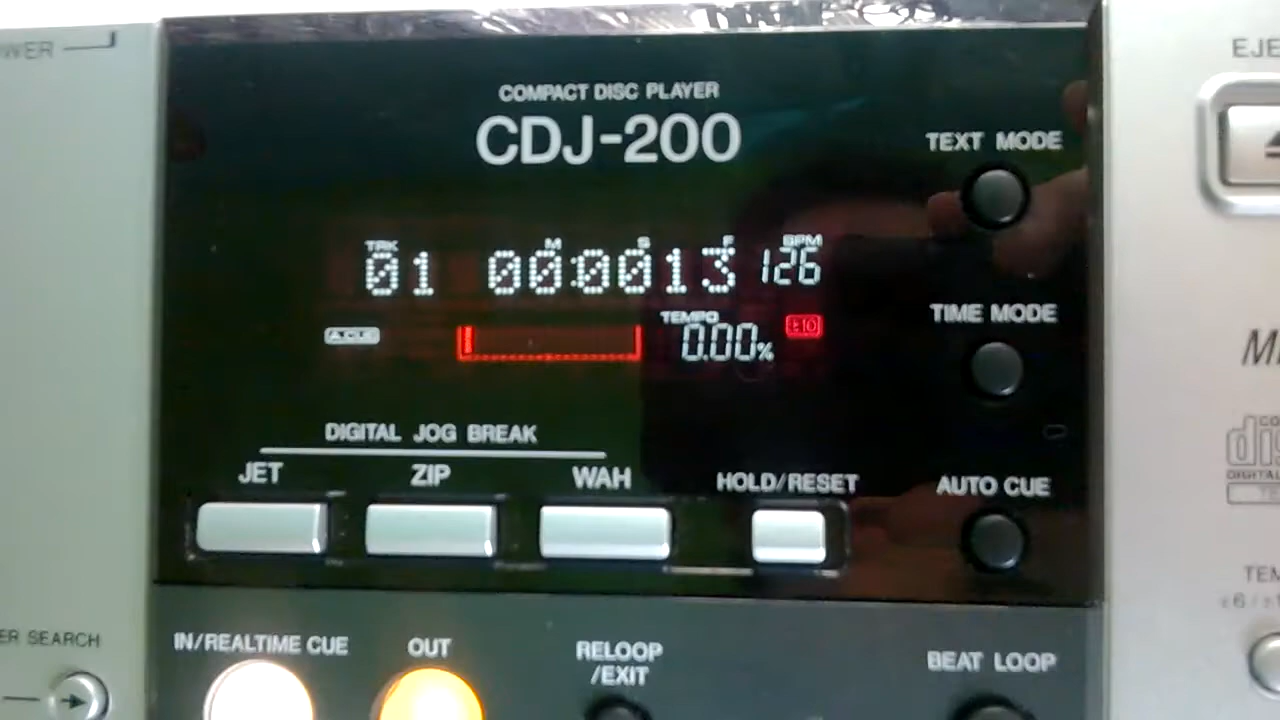 COMPACT DISC PLAYER
CDJ-200
TEXT MODE
TRK M S F BPM
01 00:00 13 126
A.CUE TEMPO 0.00% ±10
TIME MODE
DIGITAL JOG BREAK
JET ZIP WAH HOLD/RESET
AUTO CUE
IN/REALTIME CUE OUT
RELOOP
/EXIT
BEAT LOOP
SEARCH